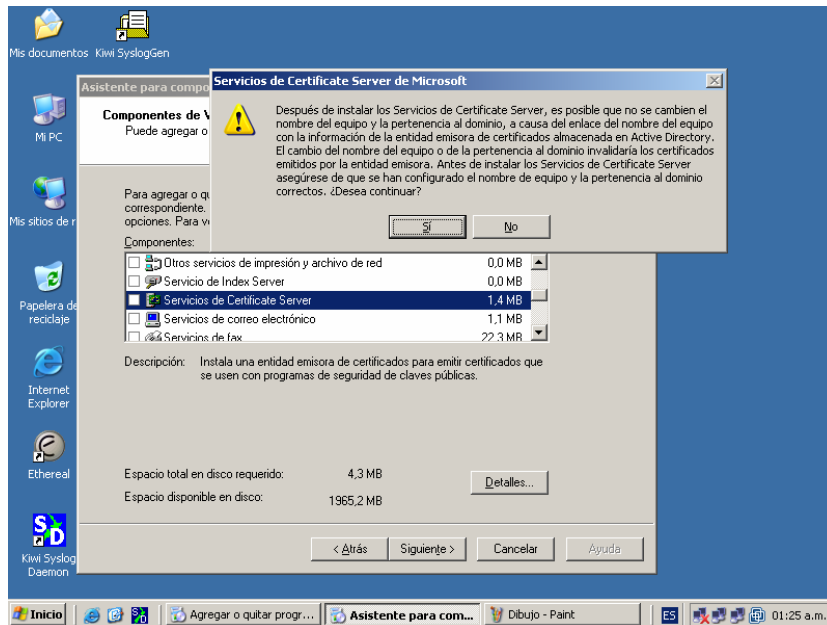 Mis documentos
Kiwi SyslogGen
Mi PC
Mis sitios de r
Papelera de
reciclaje
Internet
Explorer
Ethereal
Kiwi Syslog
Daemon
Asistente para compo
Componentes de
Puede agregar o
Para agregar o qu
correspondiente.
opciones. Para v
Servicios de Certificate Server de Microsoft
Después de instalar los Servicios de Certificate Server, es posible que no se cambien el
nombre del equipo y la pertenencia al dominio, a causa del enlace del nombre del equipo
con la información de la entidad emisora de certificados almacenada en Active Directory.
El cambio del nombre del equipo o de la pertenencia al dominio invalidaría los certificados
emitidos por la entidad emisora. Antes de instalar los Servicios de Certificate Server
asegúrese de que se han configurado el nombre de equipo y la pertenencia al dominio
correctos. ¿Desea continuar?
Sí
No
Componentes:
Otros servicios de impresión y archivo de red 0,0 MB
Servicio de Index Server 0,0 MB
Servicios de Certificate Server 1,4 MB
Servicios de correo electrónico 1,1 MB
Servicios de fax 22,3 MB
Descripción: Instala una entidad emisora de certificados para emitir certificados que
se usen con programas de seguridad de claves públicas.
Espacio total en disco requerido: 4,3 MB
Espacio disponible en disco: 1965,2 MB
Detalles...
< Atrás
Siguiente >
Cancelar
Ayuda
Inicio
Agregar o quitar progr...
Asistente para com...
Dibujo - Paint
ES
01:25 a.m.